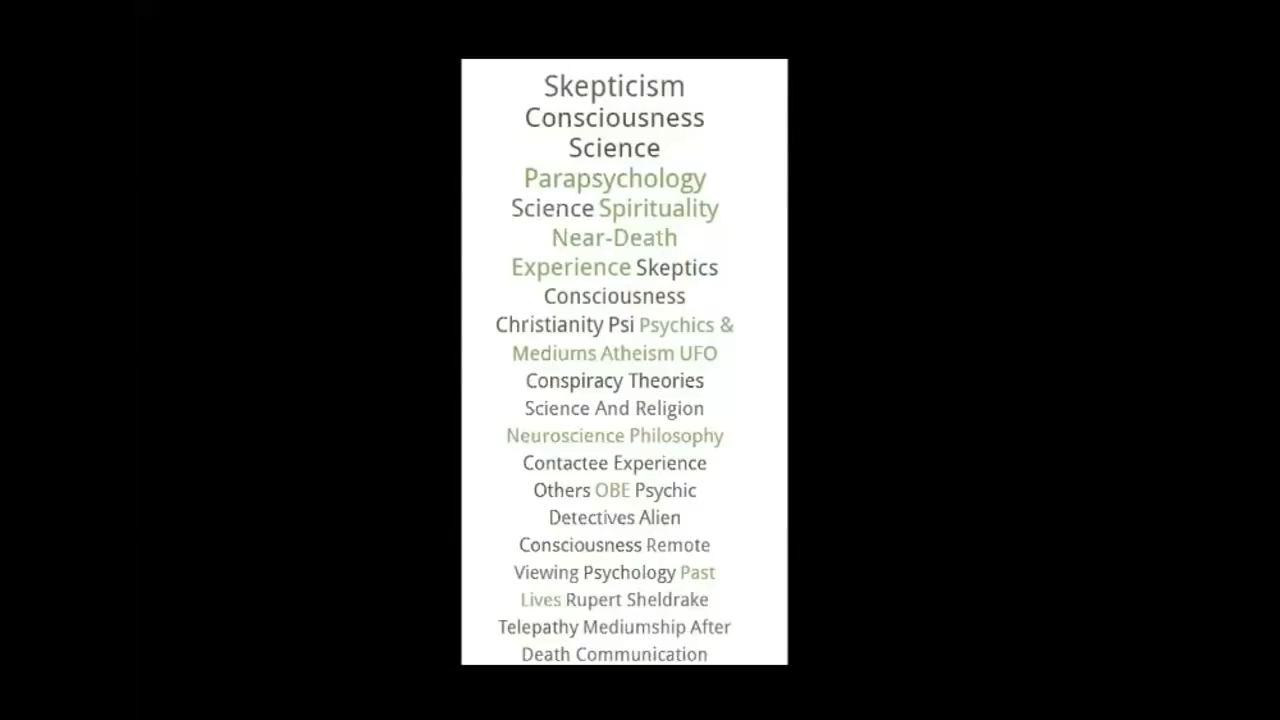 Skepticism
Consciousness
Science
Parapsychology
Science Spirituality
Near-Death
Experience Skeptics
Consciousness
Christianity Psi Psychics &
Mediums Atheism UFO
Conspiracy Theories
Science And Religion
Neuroscience Philosophy
Contactee Experience
Others OBE Psychic
Detectives Alien
Consciousness Remote
Viewing Psychology Past
Lives Rupert Sheldrake
Telepathy Mediumship After
Death Communication